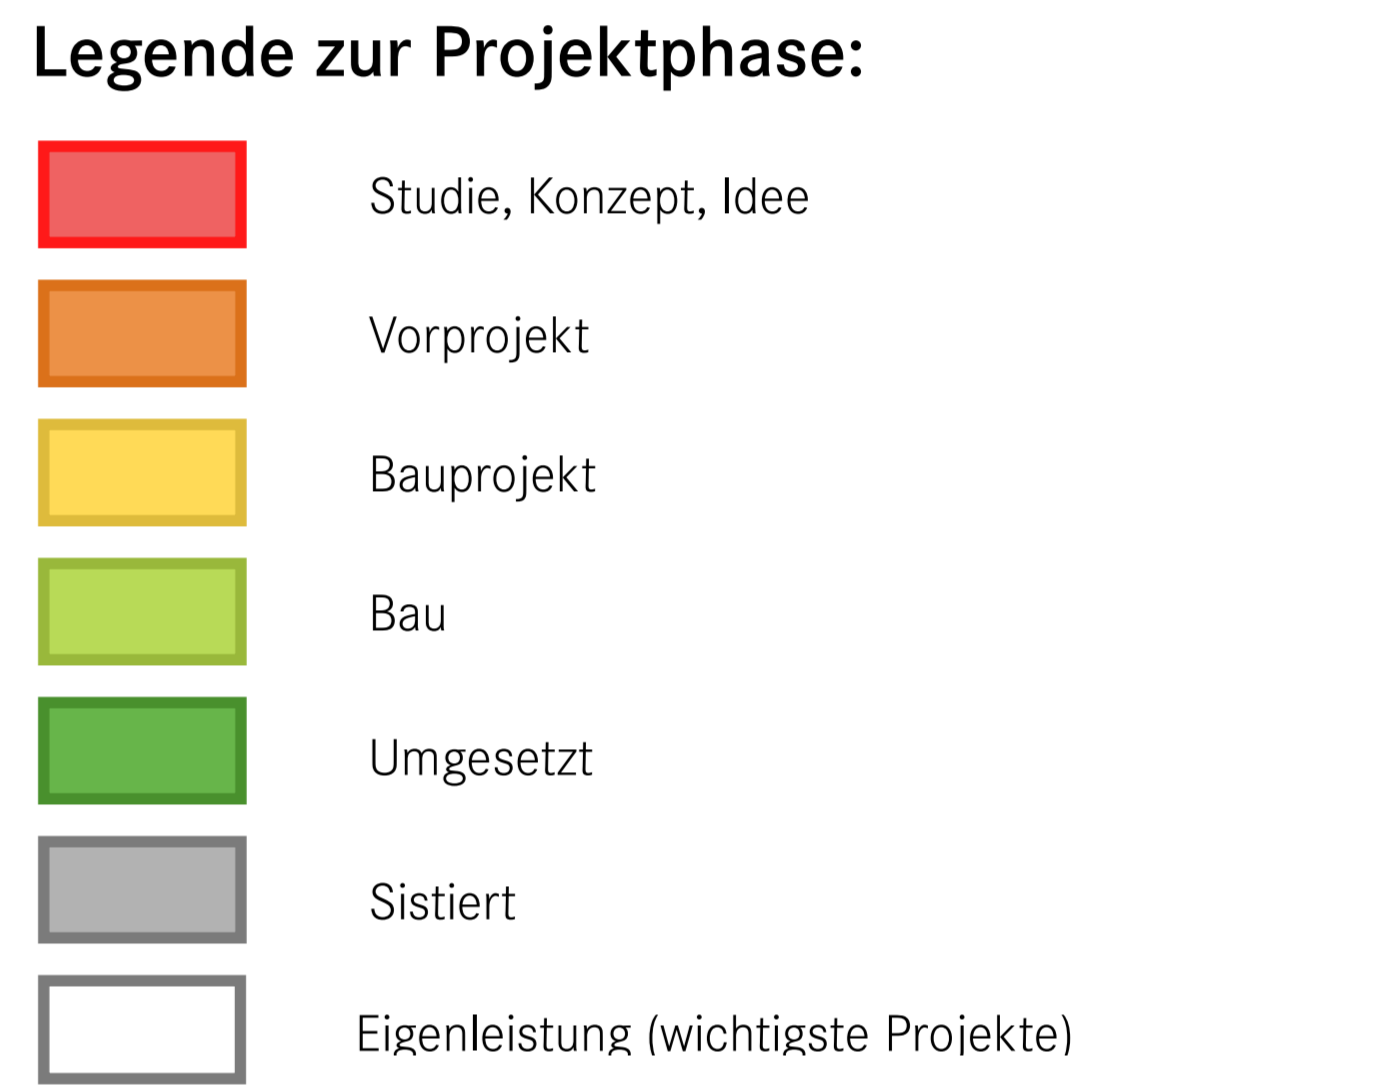 Legende zur Projektphase:
Studie, Konzept, Idee
Vorprojekt
Bauprojekt
Bau
Umgesetzt
Sistiert
Eigenleistung (wichtigste Projekte)